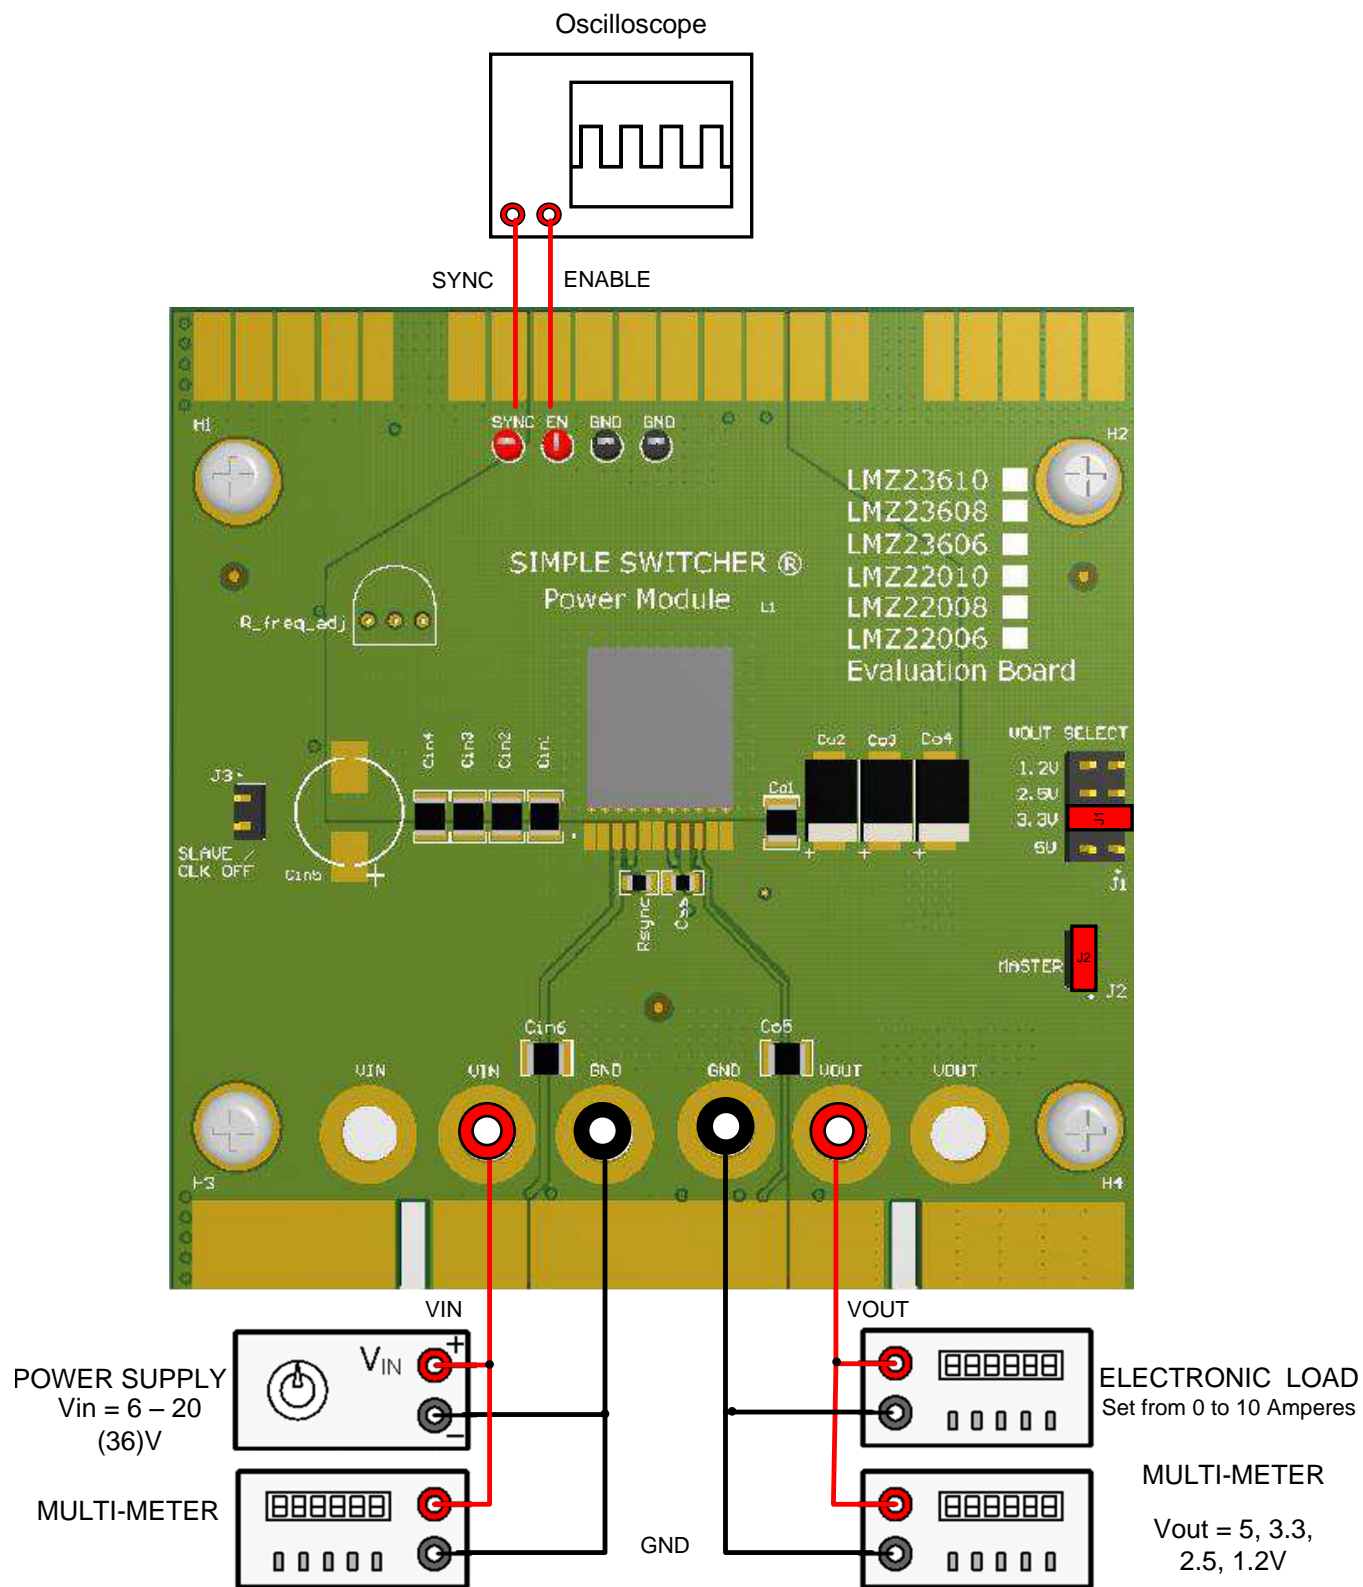 Oscilloscope
SYNC
ENABLE
SYNC EN GND GND
H1
H2
LMZ23610
LMZ23608
LMZ23606
LMZ22010
LMZ22008
LMZ22006
Evaluation Board
SIMPLE SWITCHER ®
Power Module
L1
R_freq_adj
Cin4 Cin3 Cin2 Cin1
Co2 Co3 Co4
Co1
VOUT SELECT
1.2V
2.5V
3.3V
5V
J1
J1
J3
SLAVE /
CLK OFF
Cin5
+
+ + +
Rsync
Css
MASTER
J2
J2
Cin6
Co5
VIN VIN GND GND VOUT VOUT
H3
H4
VIN
VOUT
POWER SUPPLY
Vin = 6 – 20
(36)V
VIN
+
–
ELECTRONIC LOAD
Set from 0 to 10 Amperes
MULTI-METER
GND
MULTI-METER
Vout = 5, 3.3,
2.5, 1.2V